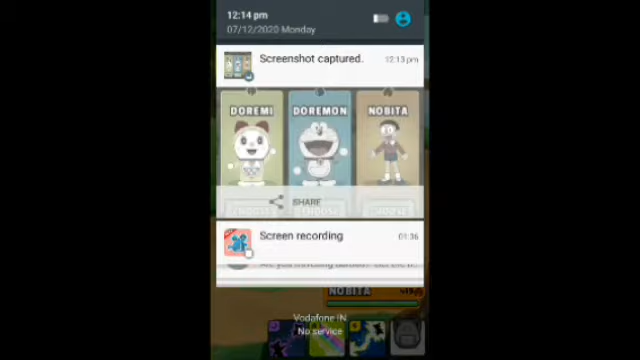 12:14 pm
07/12/2020 Monday
Screenshot captured.
12:13 pm
DOREMI
DOREMON
NOBITA
SHARE
CHOOSE
Screen recording
01:36
NOBITA
Vodafone IN.
No service